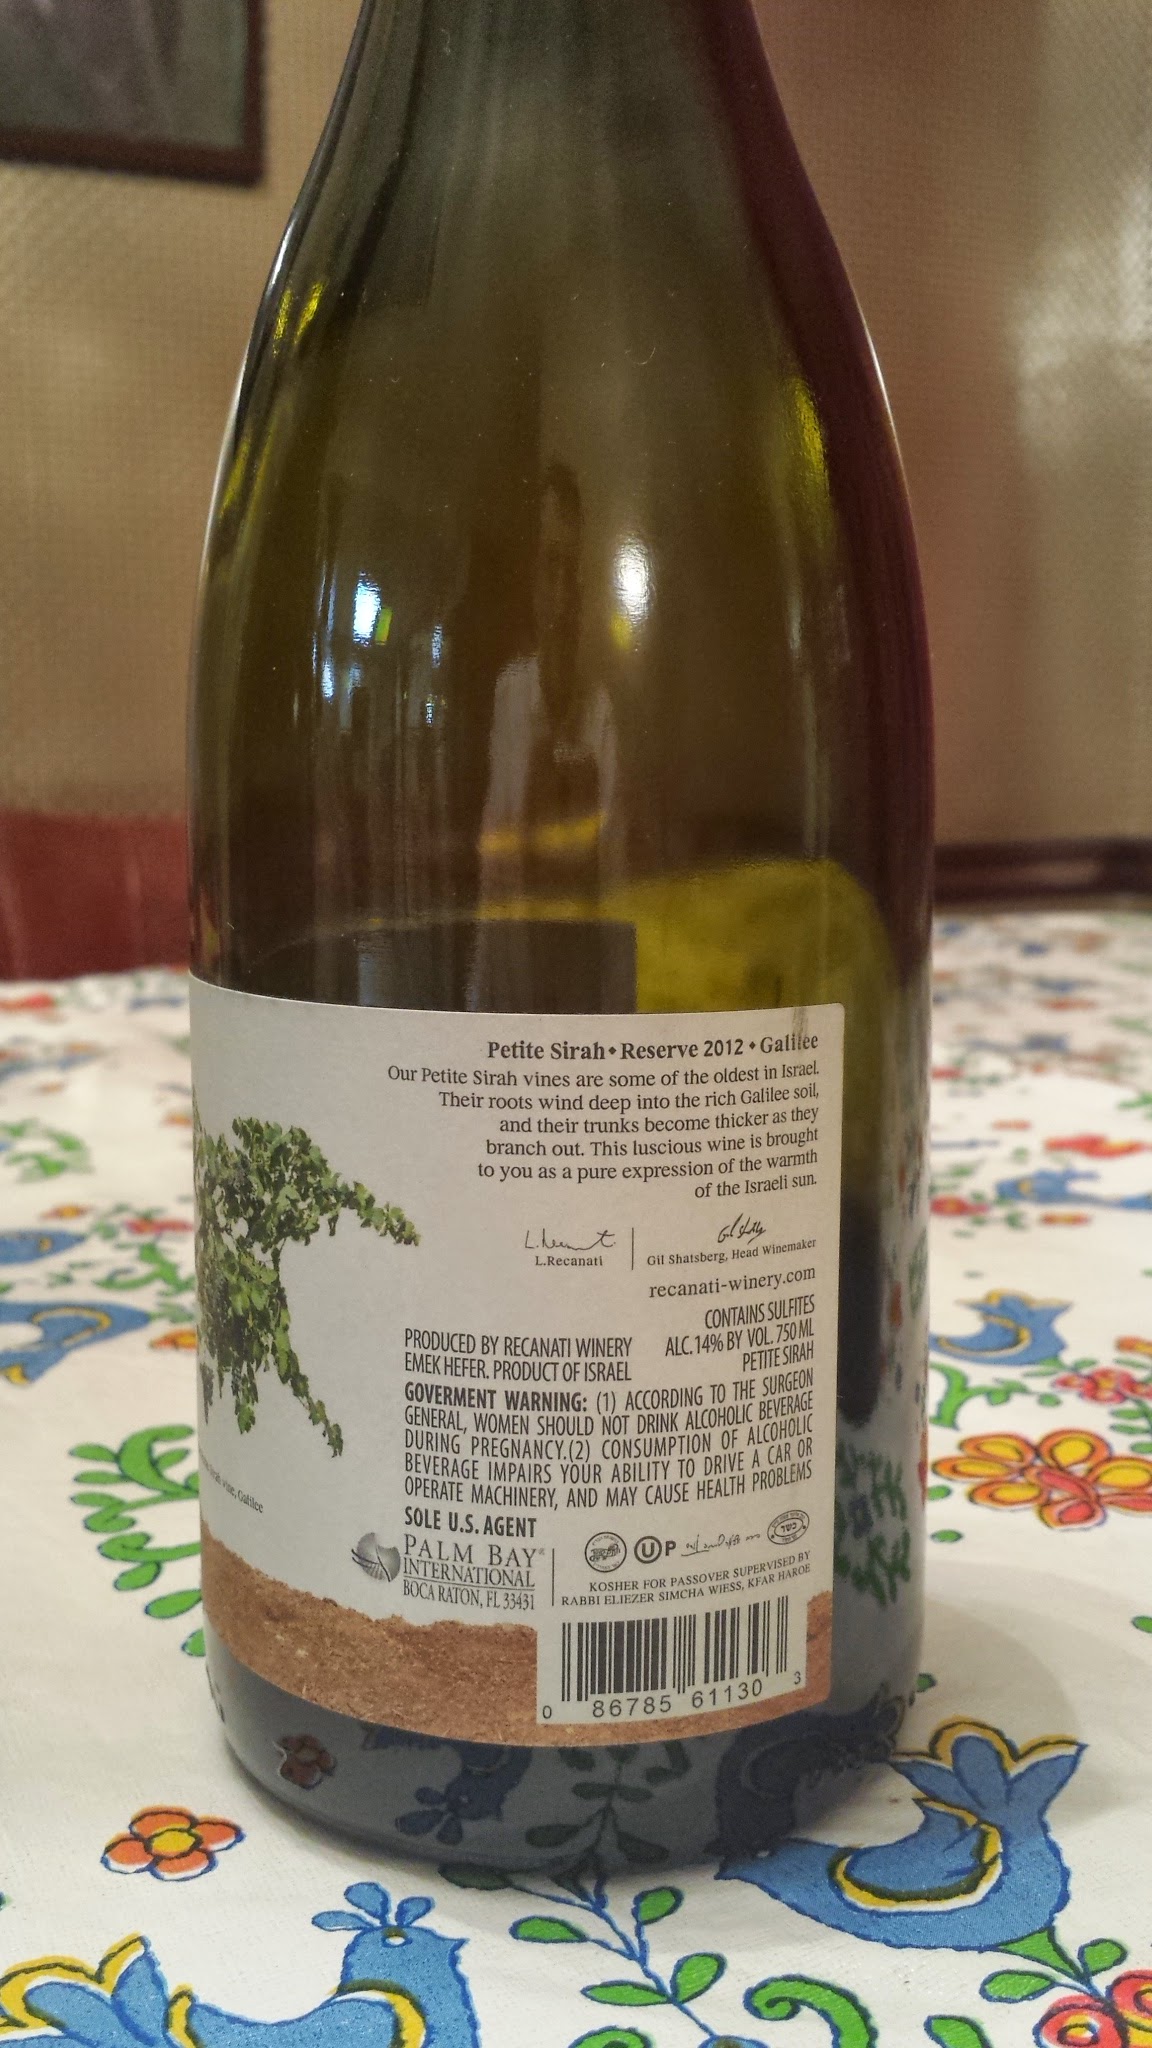 Petite Sirah • Reserve 2012 • Galilee
Our Petite Sirah vines are some of the oldest in Israel.
Their roots wind deep into the rich Galilee soil,
and their trunks become thicker as they
branch out. This luscious wine is brought
to you as a pure expression of the warmth
of the Israeli sun.
L.Recanati
Gil Shatsberg, Head Winemaker
recanati-winery.com
CONTAINS SULFITES
ALC. 14% BY VOL. 750 ML
PETITE SIRAH
PRODUCED BY RECANATI WINERY
EMEK HEFER. PRODUCT OF ISRAEL
GOVERMENT WARNING: (1) ACCORDING TO THE SURGEON
GENERAL, WOMEN SHOULD NOT DRINK ALCOHOLIC BEVERAGE
DURING PREGNANCY.(2) CONSUMPTION OF ALCOHOLIC
BEVERAGE IMPAIRS YOUR ABILITY TO DRIVE A CAR OR
OPERATE MACHINERY, AND MAY CAUSE HEALTH PROBLEMS
vine, Galilee
SOLE U.S. AGENT
PALM BAY
INTERNATIONAL
BOCA RATON, FL 33431
U P
כשר
KOSHER FOR PASSOVER SUPERVISED BY
RABBI ELIEZER SIMCHA WIESS, KFAR HAROE
0 86785 61130 3